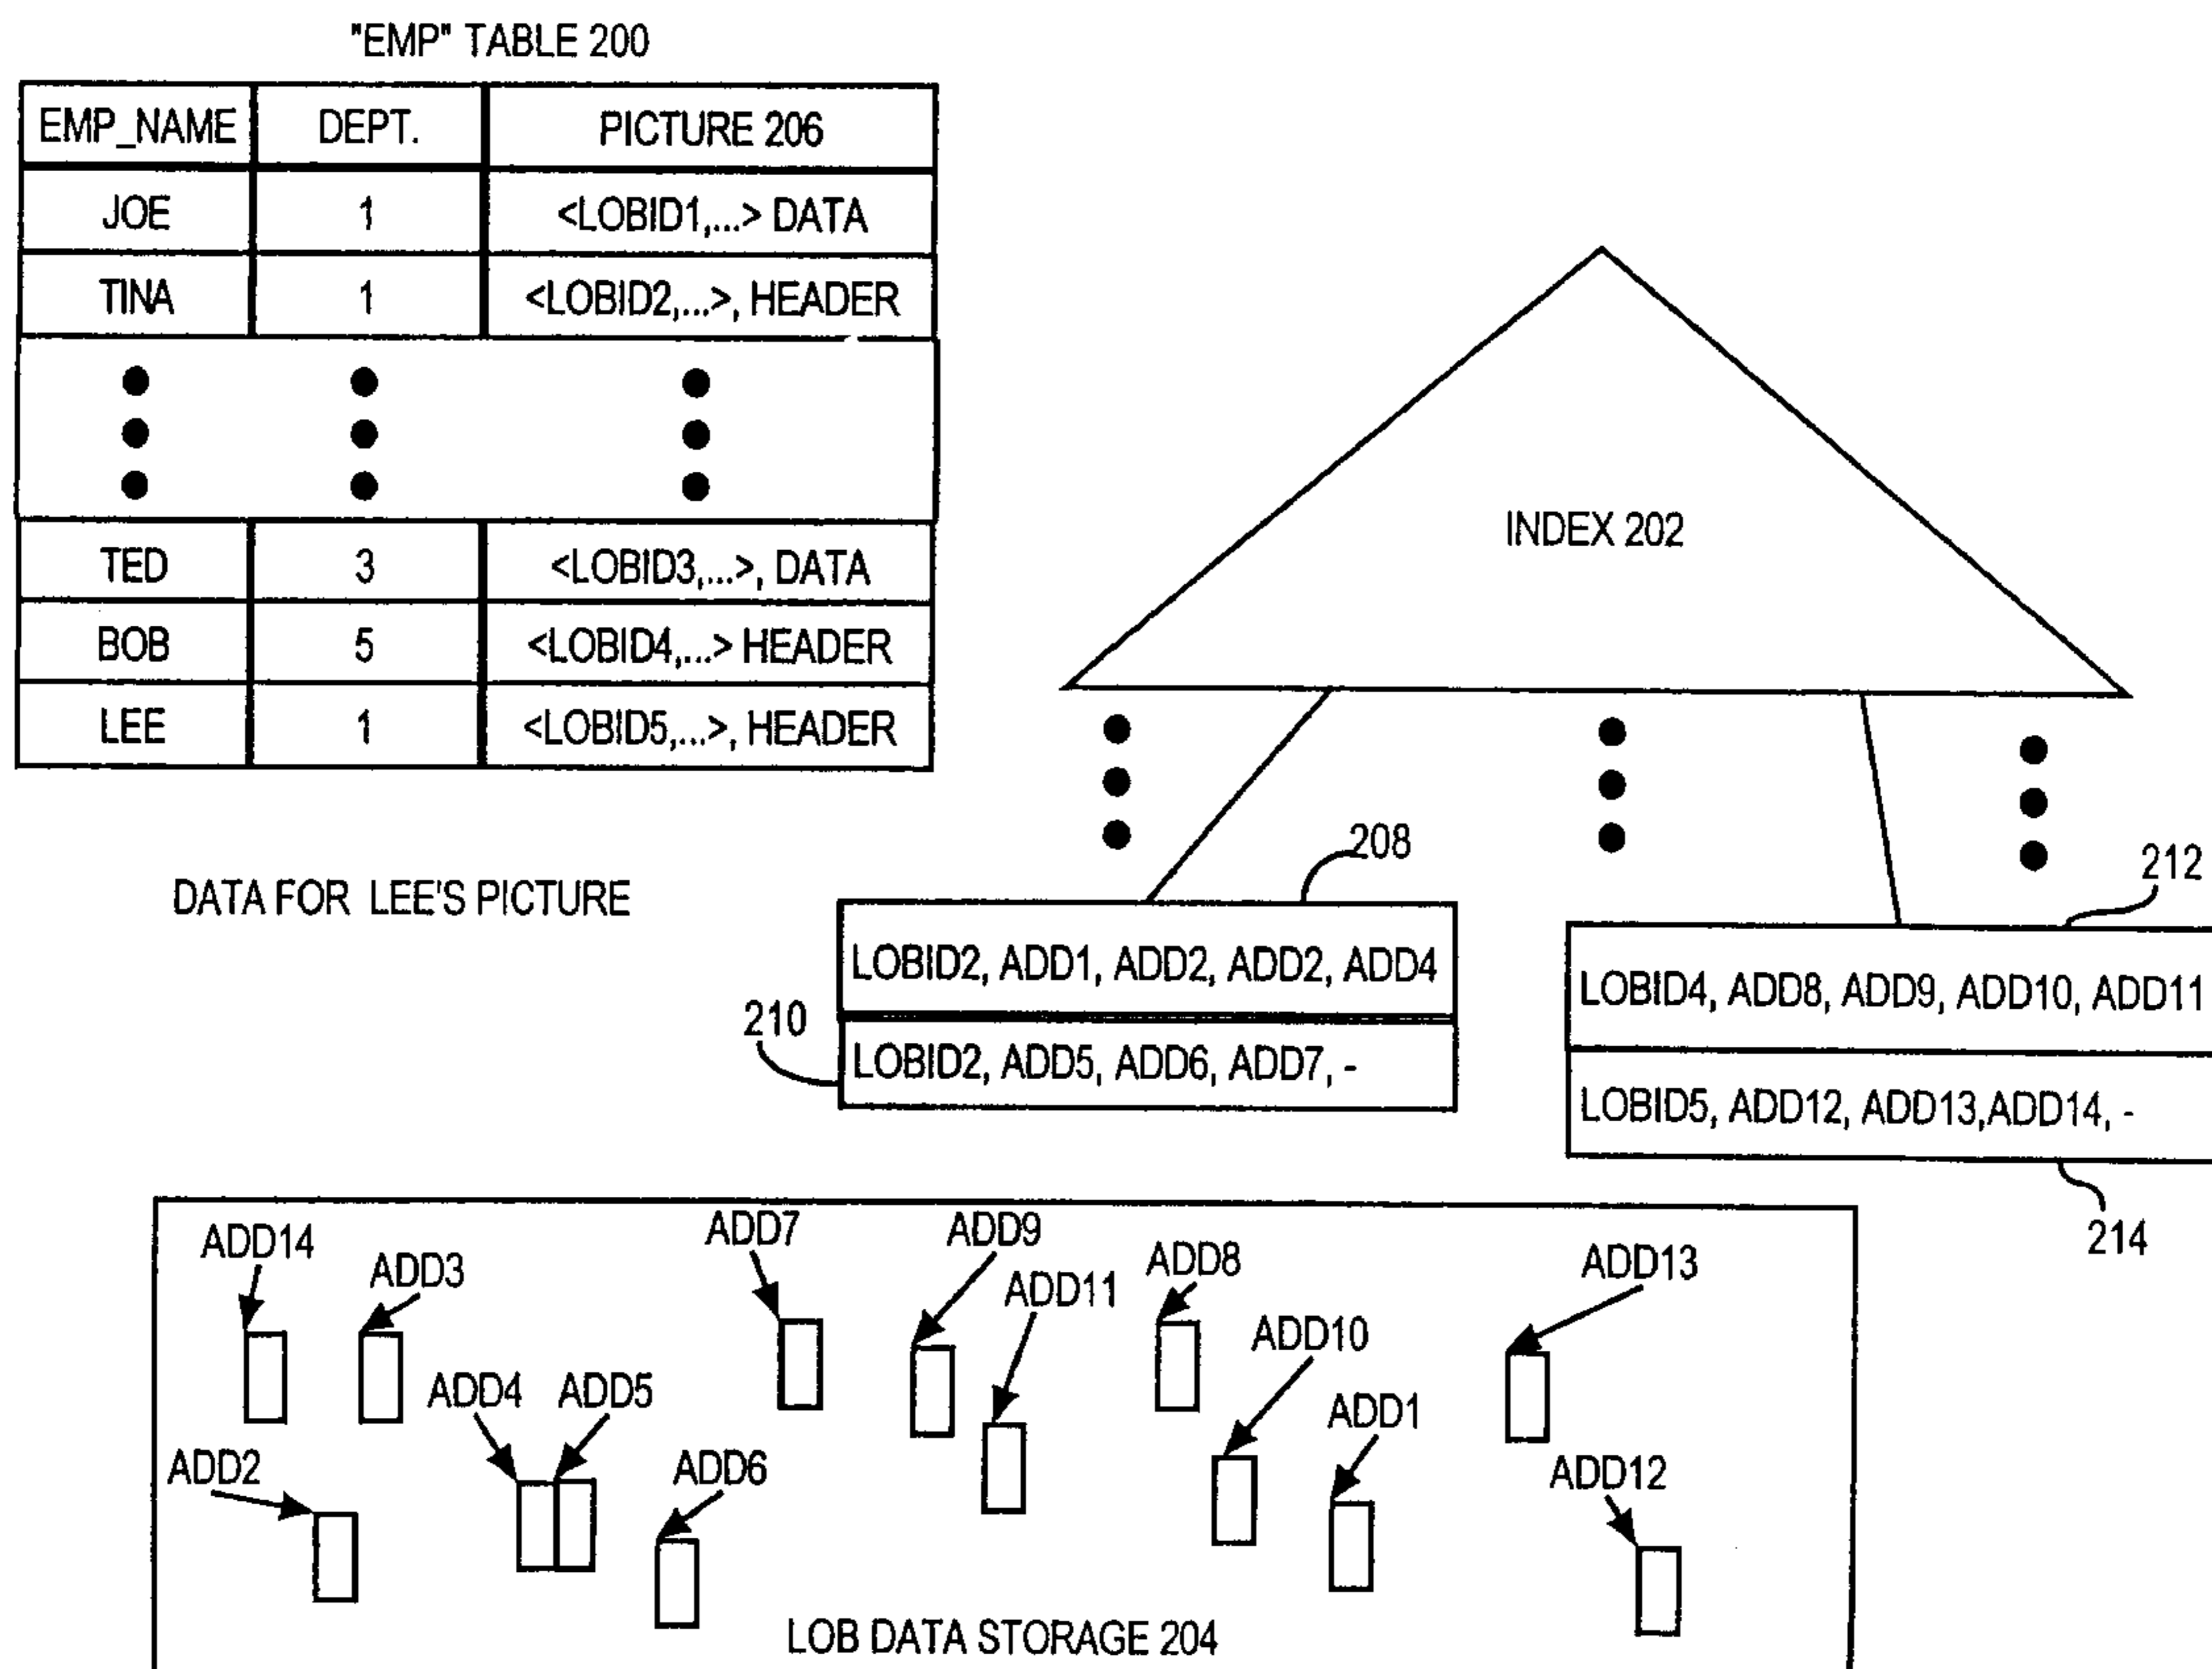 "EMP" TABLE 200
EMP_NAME DEPT. PICTURE 206
JOE 1 <LOBID1,...> DATA
TINA 1 <LOBID2,...>, HEADER
TED 3 <LOBID3,...>, DATA
BOB 5 <LOBID4,...> HEADER
LEE 1 <LOBID5,...>, HEADER
INDEX 202
DATA FOR LEE'S PICTURE
208
212
LOBID2, ADD1, ADD2, ADD2, ADD4
210
LOBID2, ADD5, ADD6, ADD7, -
LOBID4, ADD8, ADD9, ADD10, ADD11
LOBID5, ADD12, ADD13,ADD14, -
214
ADD14
ADD3
ADD7
ADD9
ADD11
ADD8
ADD13
ADD10
ADD4
ADD5
ADD1
ADD2
ADD6
ADD12
LOB DATA STORAGE 204